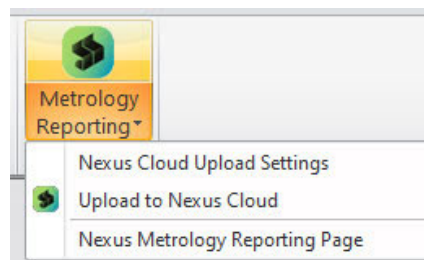 Metrology
Reporting
Nexus Cloud Upload Settings
Upload to Nexus Cloud
Nexus Metrology Reporting Page